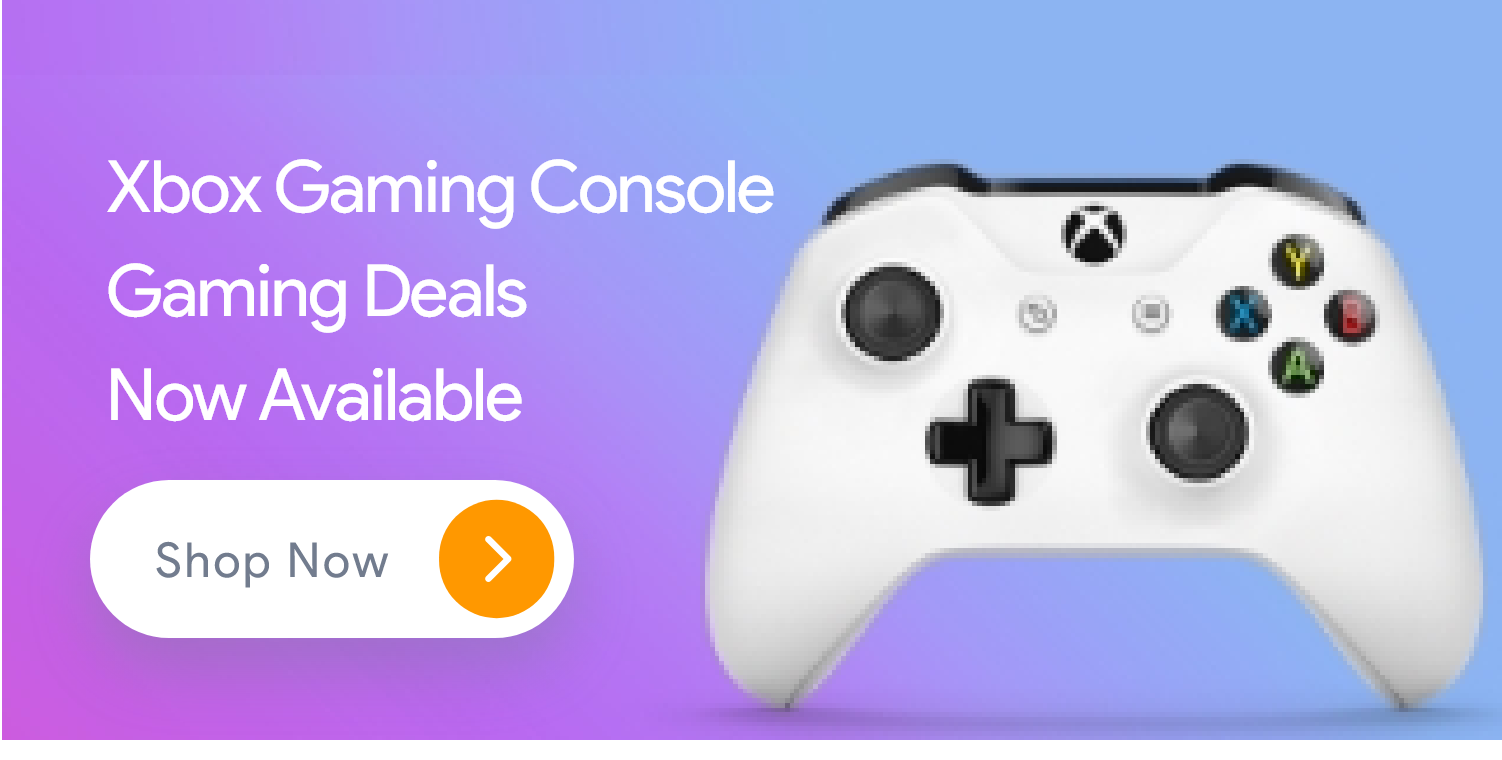 Xbox Gaming Console
Gaming Deals
Now Available
Shop Now
Y
X
B
A